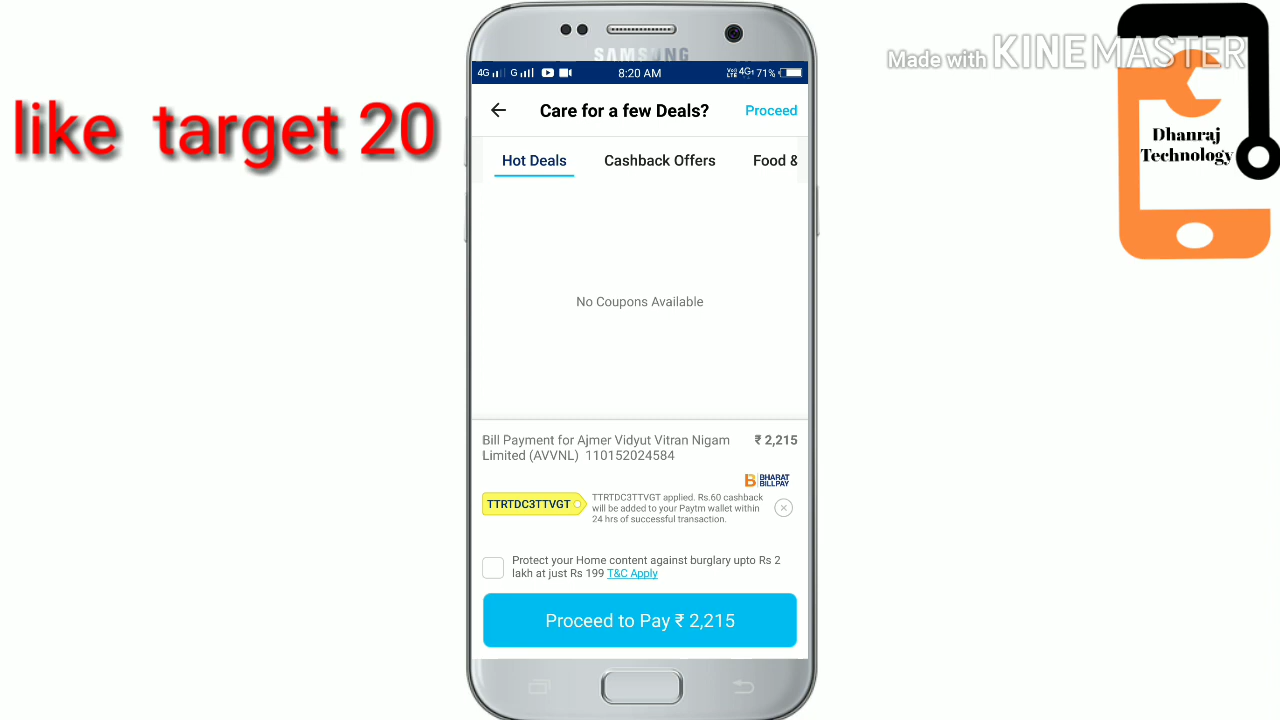 like target 20
SAMSUNG
4G G 8:20 AM VoD LTE 4G 71%
Care for a few Deals? Proceed
Hot Deals Cashback Offers Food &
No Coupons Available
Bill Payment for Ajmer Vidyut Vitran Nigam ₹ 2,215
Limited (AVVNL) 110152024584
B BHARAT
BILLPAY
TTRTDC3TTVGT
TTRTDC3TTVGT applied. Rs.60 cashback
will be added to your Paytm wallet within
24 hrs of successful transaction.
Protect your Home content against burglary upto Rs 2
lakh at just Rs 199 T&C Apply
Proceed to Pay ₹ 2,215
Made with KINEMASTER
Dhanraj
Technology